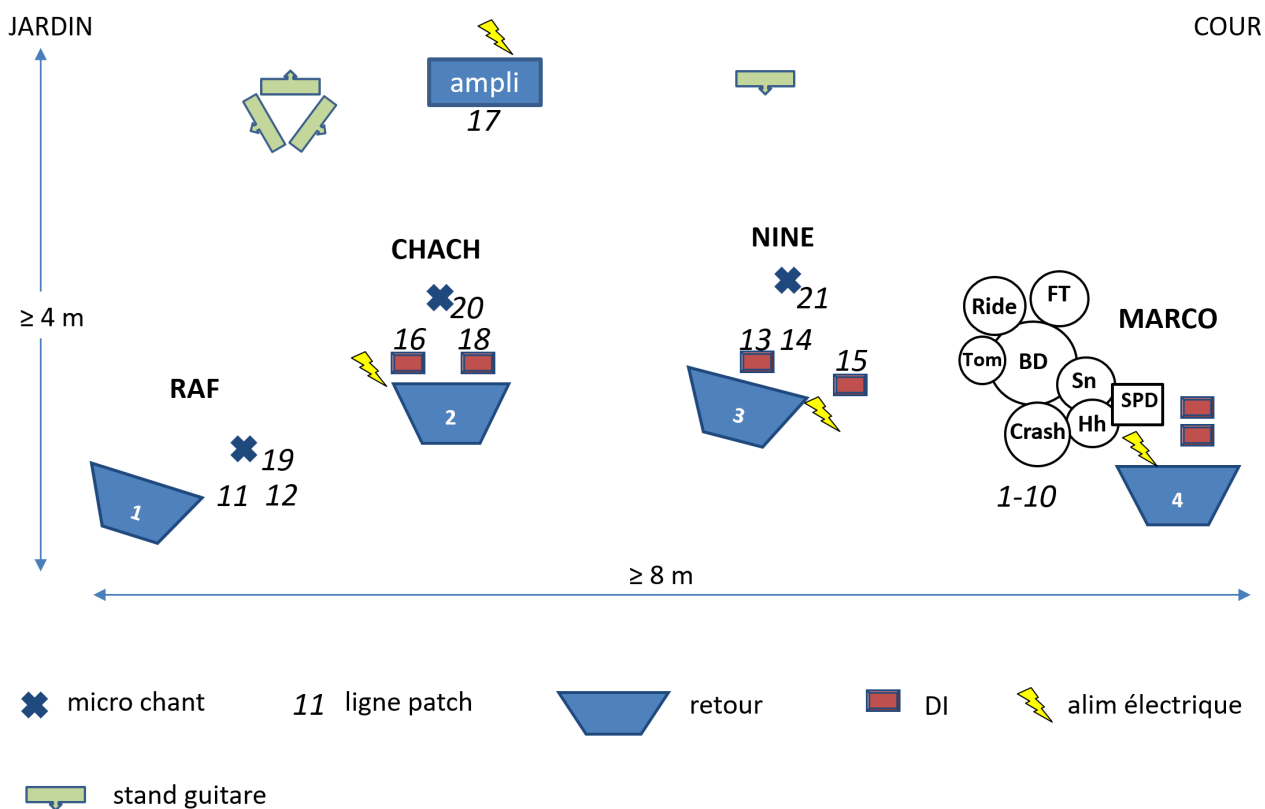 JARDIN
COUR
ampli
17
CHACH
NINE
20
21
Ride
FT
MARCO
≥ 4 m
16
18
13 14
15
Tom
BD
Sn
SPD
RAF
2
3
Crash
Hh
19
11 12
1
1-10
4
≥ 8 m
micro chant
11 ligne patch
retour
DI
alim électrique
stand guitare